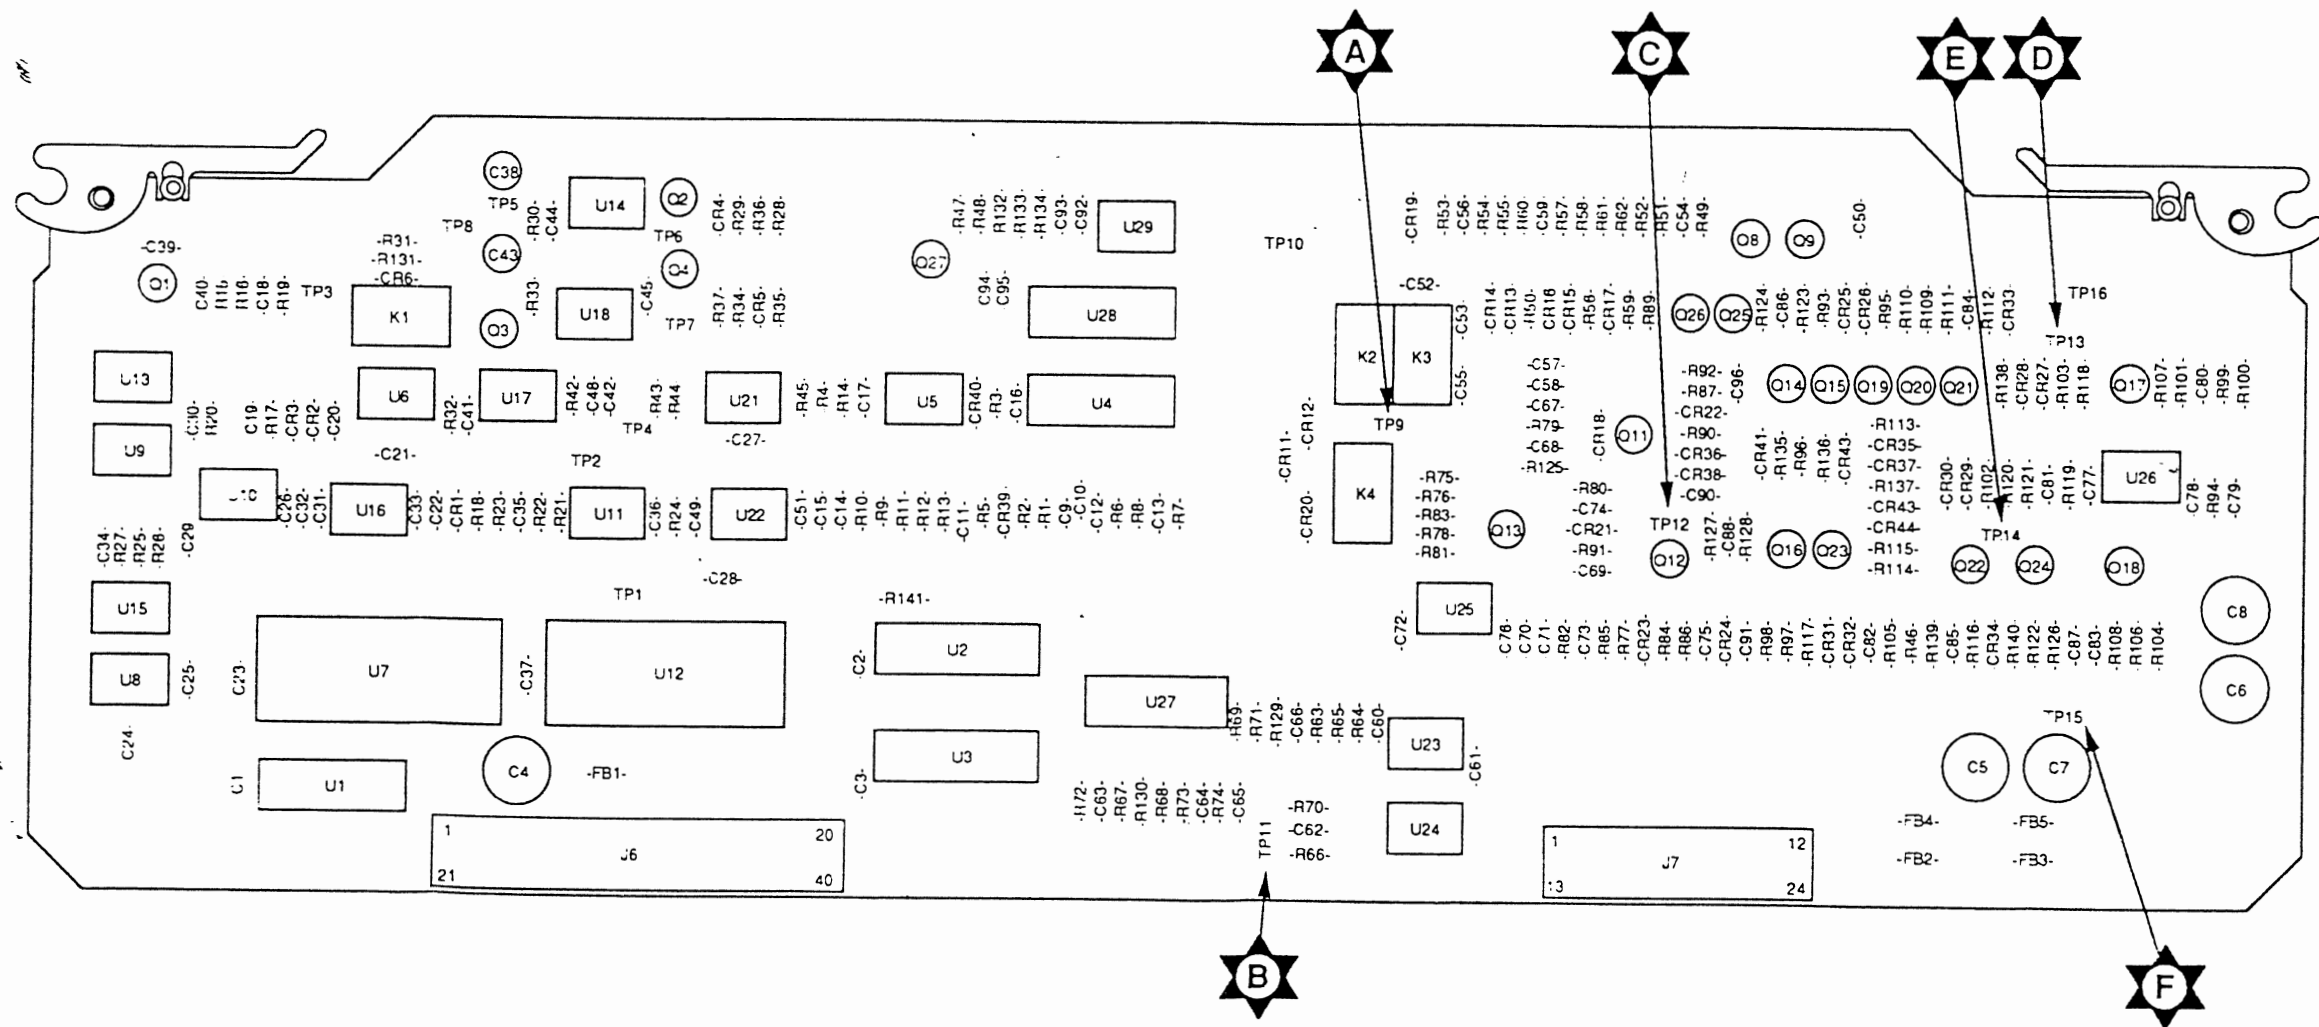 A
C
E
D
C38
TP5
-R30-
-C44-
U14
Q2
TP6
-CR4-
-R29-
-R36-
-R28-
TP8
C43
Q4
-R47-
-R48-
R132-
-R133-
-R134-
-C93-
-C92-
U29
Q27
TP10
-CR19-
-R53-
-C56-
-R54-
-R55-
-R60-
-C59-
-R57-
-R58-
-R61-
-R62-
-R52-
-R51-
-C54-
-R49-
Q8
Q9
-C50-
-C39-
Q1
-R31-
-R131-
-CR6-
C40-
R16-
-C18-
-R19-
TP3
K1
Q3
-R33-
U18
-C45-
TP7
-R37-
-R34-
-CR5-
-R35-
C94-
C95-
U28
-C52-
K2
K3
-C53-
-C55-
-CR14-
-CR13-
-R50-
CR16
-CR15-
-R56-
-CR17-
-R59-
-R89-
Q26
Q25
-R124-
-C86-
-R123-
-R93-
-CR25-
-CR26-
-R95-
-R110-
-R109-
-R111-
-C84-
-R112-
-CR33-
TP16
TP13
U13
U9
R20-
C19-
-R17-
-CR3-
-CR2-
-C20-
U6
-R32-
-C41-
U17
-R42-
-C48-
-C42-
-R43-
-R44-
TP4
U21
-C27-
-R45-
-R4-
-R14-
-C17-
U5
-CR40-
-R3-
-C16-
U4
-CR11-
-CR12-
TP9
-C57-
-C58-
-C67-
-R79-
-C68-
-R125-
-CR18-
Q11
-R92-
-R87-
-CR22-
-R90-
-CR36-
-CR38-
-C90-
-C96-
Q14
Q15
Q19
Q20
Q21
-R138-
-CR28-
-CR27-
-R103-
-R118-
Q17
-R107-
-R101-
-C80-
-R99-
-R100-
-C21-
TP2
-C26-
-C32-
-C31-
U16
-C33-
-C22-
-CR1-
-R18-
-R23-
-C35-
-R22-
-R21-
U11
-C36-
-R24-
-C49-
U22
-C51-
-C15-
-C14-
-R10-
-R9-
-R11-
-R12-
-R13-
-C11-
-R5-
-CR39-
-R2-
-R1-
-C9-
-C10-
-C12-
-R6-
-R8-
-C13-
-R7-
-CR20-
K4
-R75-
-R76-
-R83-
-R78-
-R81-
Q13
-R80-
-C74-
-CR21-
-R91-
-C69-
TP12
Q12
-R127-
-C88-
-R128-
-CR41-
-R135-
-R96-
-R136-
-CR43-
Q16
Q23
-R113-
-CR35-
-CR37-
-R137-
-CR43-
-CR44-
-R115-
-R114-
-CR30-
-CR29-
-R102-
-R120-
-R121-
-C81-
-R119-
-C77-
U26
-C78-
-R94-
-C79-
TP14
Q22
Q24
Q18
-C34-
-R27-
-R25-
-R26-
-C29
U15
U8
-C25-
C24-
-C28-
TP1
-R141-
U7
-C23-
-C37-
U12
-C2-
U2
U3
-C3-
-C72-
U25
-C76-
-C70-
-C71-
-R82-
-C73-
-R85-
-R77-
-CR23-
-R84-
-R86-
-C75-
-CR24-
-C91-
-R98-
-R97-
-R117-
-CR31-
-CR32-
-C82-
-R105-
-R46-
-R139-
-C85-
-R116-
CR34-
-R140-
-R122-
-R126-
-C87-
-C83-
-R108-
-R106-
-R104-
C8
C6
C1
U1
C4
-FB1-
U27
-R69-
-R71-
-R129-
-C66-
-R63-
-R65-
-R64-
-C60-
U23
-C61-
TP15
C5
C7
-R72-
-C63-
-R67-
-R130-
-R68-
-R73-
-C64-
-R74-
-C65-
TP11
-R70-
-C62-
-R66-
U24
-FB4-
-FB5-
-FB2-
-FB3-
1
20
J6
21
40
1
12
J7
13
24
B
F